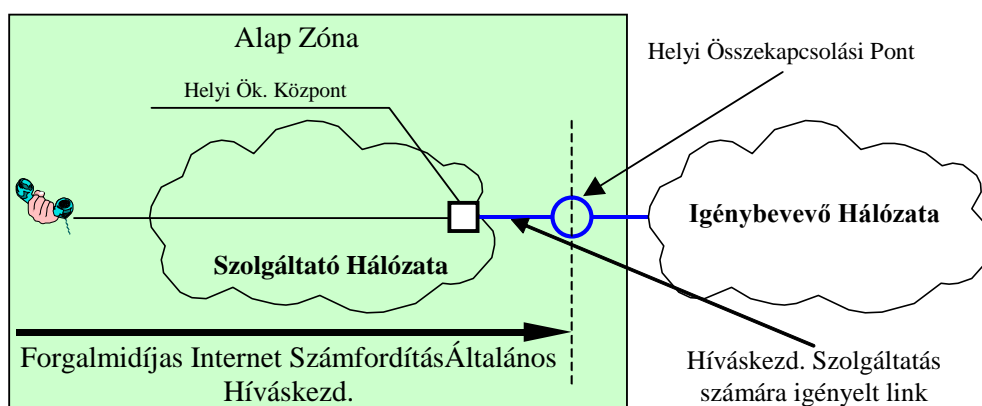 Alap Zóna
Helyi Összekapcsolási Pont
Helyi Ök. Központ
Igénybevevő Hálózata
Szolgáltató Hálózata
Forgalmidíjas Internet SzámfordításÁltalános
Híváskezd.
Híváskezd. Szolgáltatás
számára igényelt link